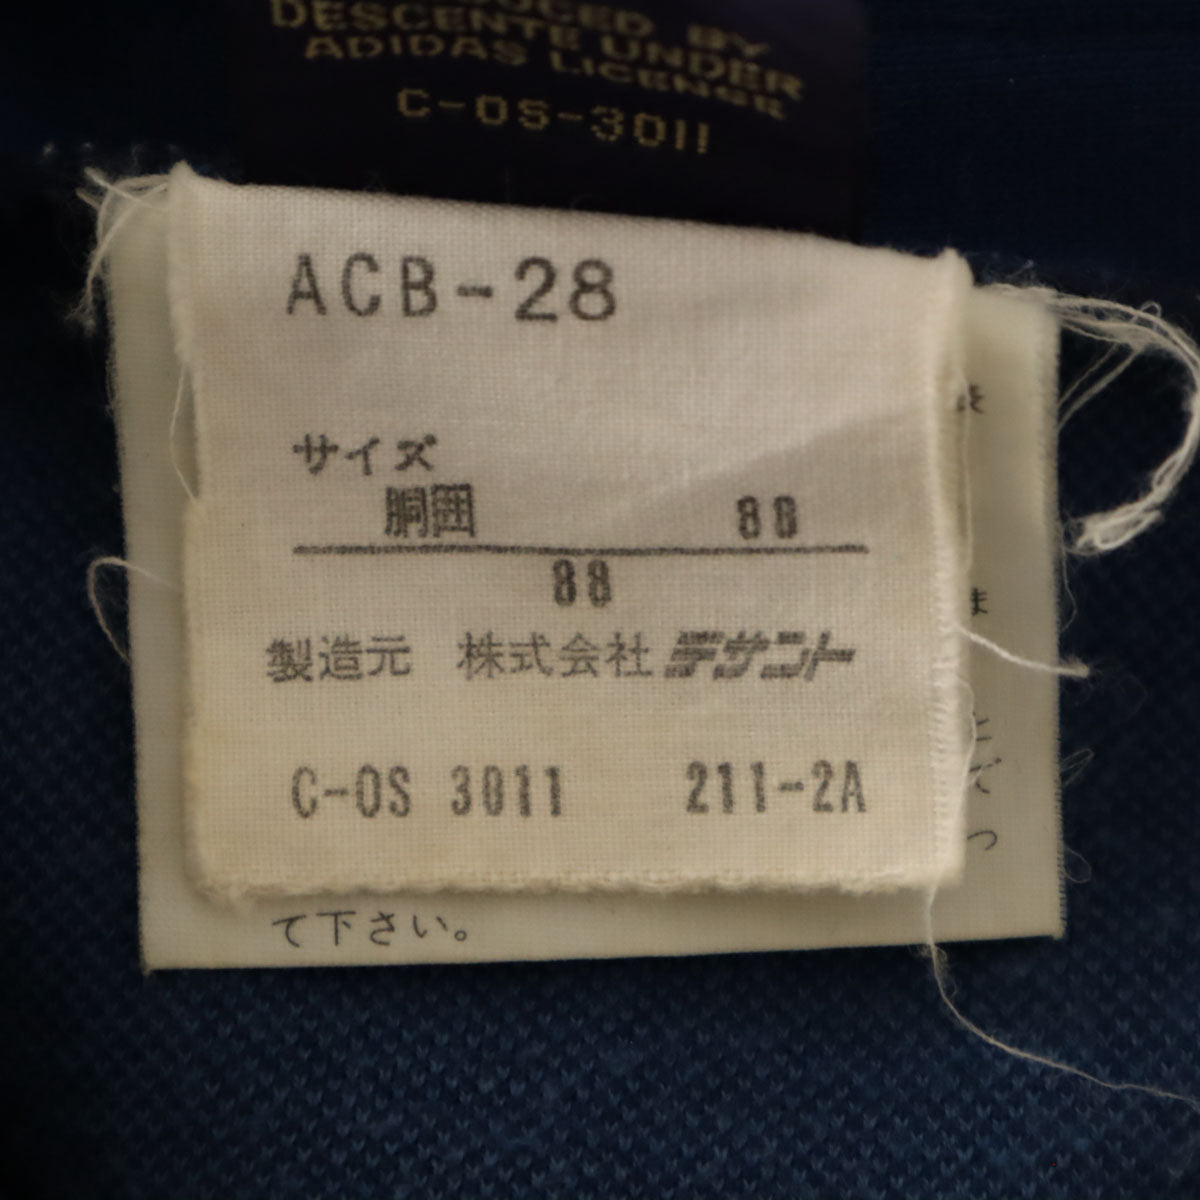 DESCENTE UNDER
ADIDAS LICENSE
C-OS-3011
ACB-28
サイズ
胴囲 88
88
製造元 株式会社デサント
C-OS 3011 211-2A
て下さい。